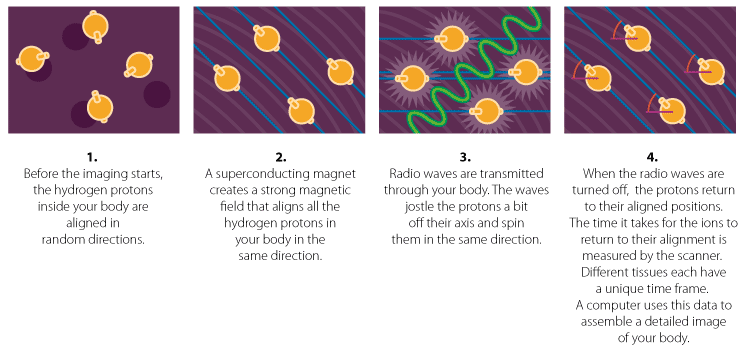 1.
Before the imaging starts,
the hydrogen protons
inside your body are
aligned in
random directions.
2.
A superconducting magnet
creates a strong magnetic
field that aligns all the
hydrogen protons in
your body in the
same direction.
3.
Radio waves are transmitted
through your body. The waves
jostle the protons a bit
off their axis and spin
them in the same direction.
4.
When the radio waves are
turned off,  the protons return
to their aligned positions.
The time it takes for the ions to
return to their alignment is
measured by the scanner.
Different tissues each have
a unique time frame.
A computer uses this data to
assemble a detailed image
of your body.